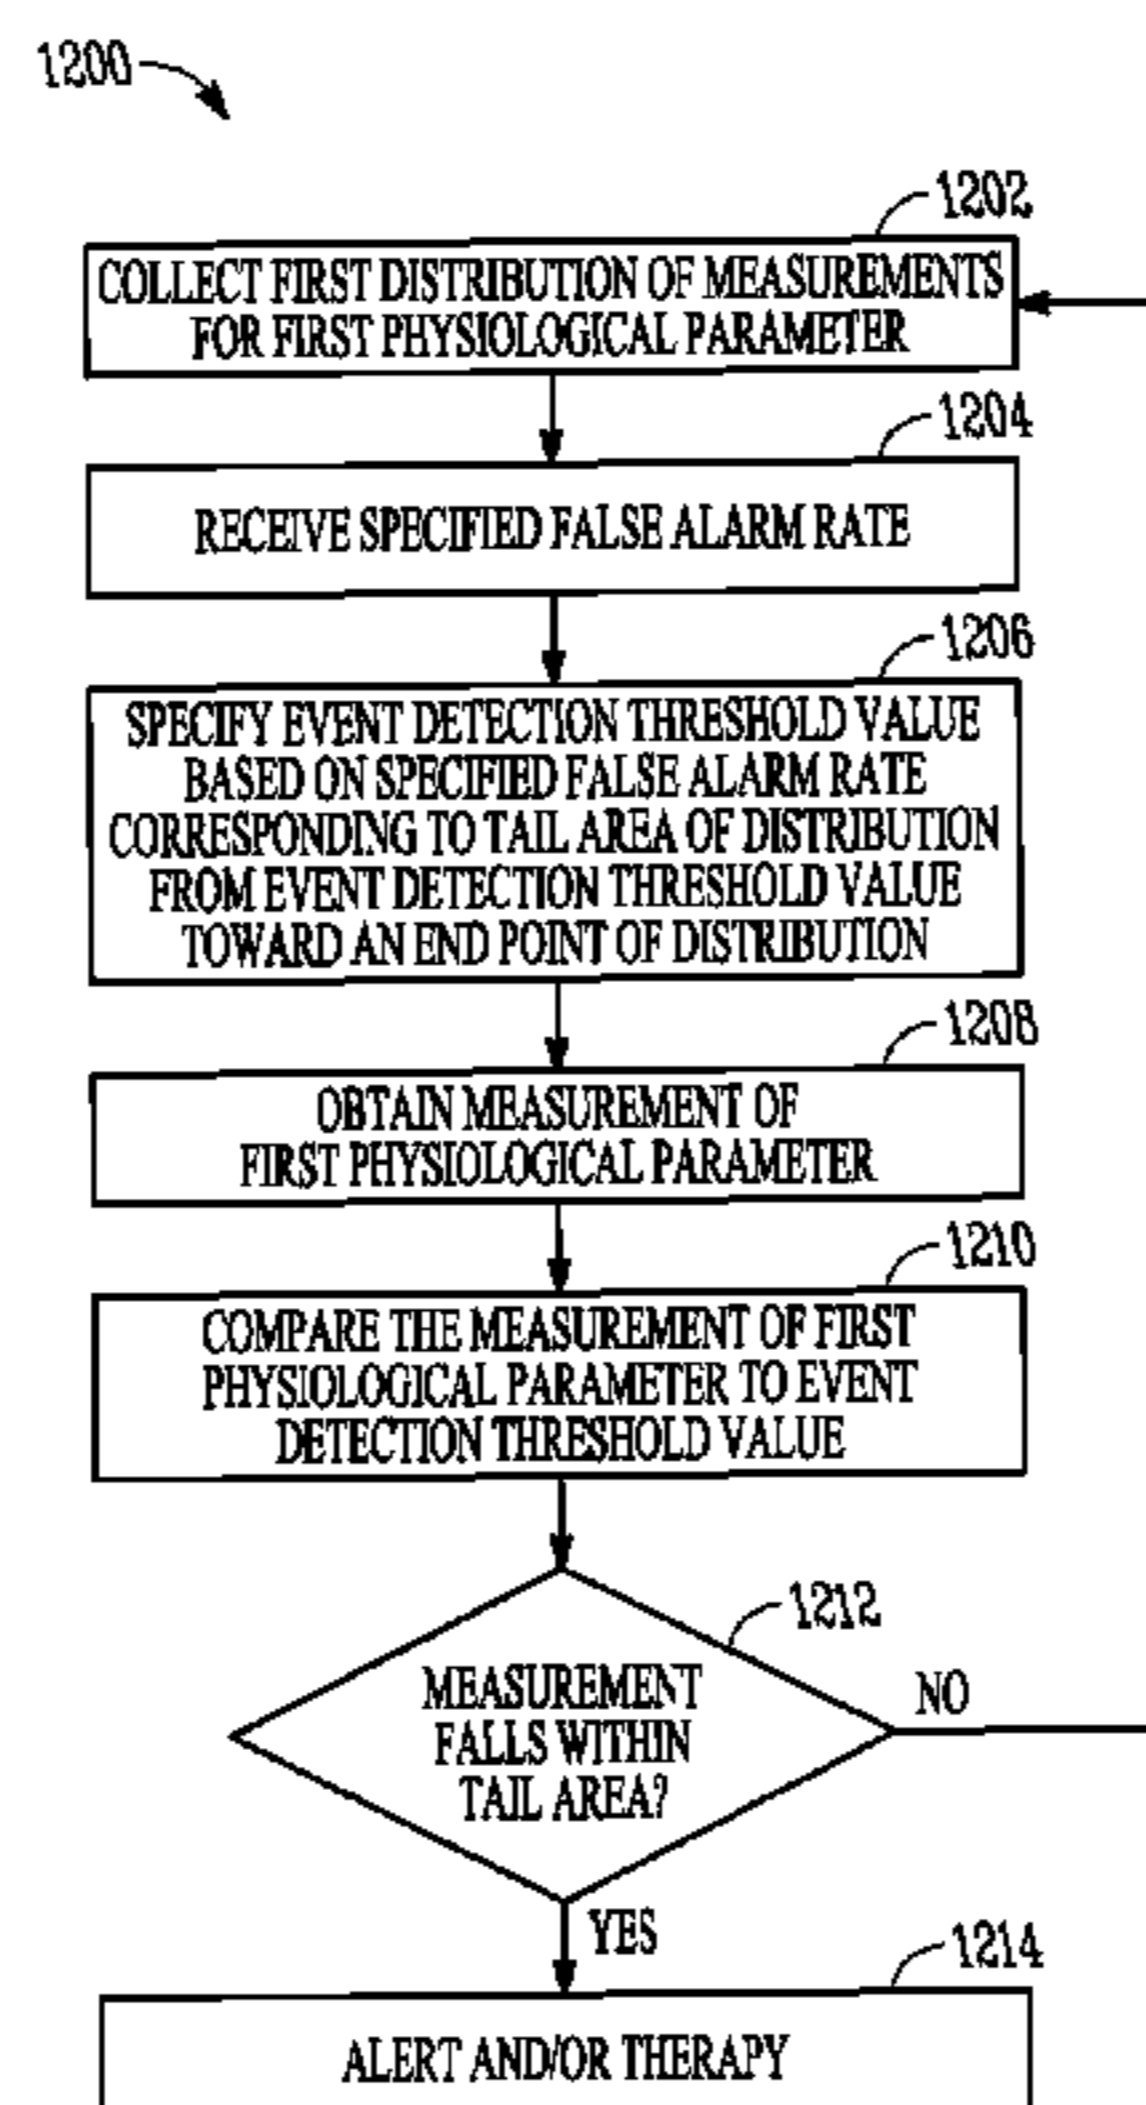 1200
1202
COLLECT FIRST DISTRIBUTION OF MEASUREMENTS
FOR FIRST PHYSIOLOGICAL PARAMETER
1204
RECEIVE SPECIFIED FALSE ALARM RATE
1206
SPECIFY EVENT DETECTION THRESHOLD VALUE
BASED ON SPECIFIED FALSE ALARM RATE
CORRESPONDING TO TAIL AREA OF DISTRIBUTION
FROM EVENT DETECTION THRESHOLD VALUE
TOWARD AN END POINT OF DISTRIBUTION
1208
OBTAIN MEASUREMENT OF
FIRST PHYSIOLOGICAL PARAMETER
1210
COMPARE THE MEASUREMENT OF FIRST
PHYSIOLOGICAL PARAMETER TO EVENT
DETECTION THRESHOLD VALUE
1212
MEASUREMENT
FALLS WITHIN
TAIL AREA?
NO
YES
1214
ALERT AND/OR THERAPY